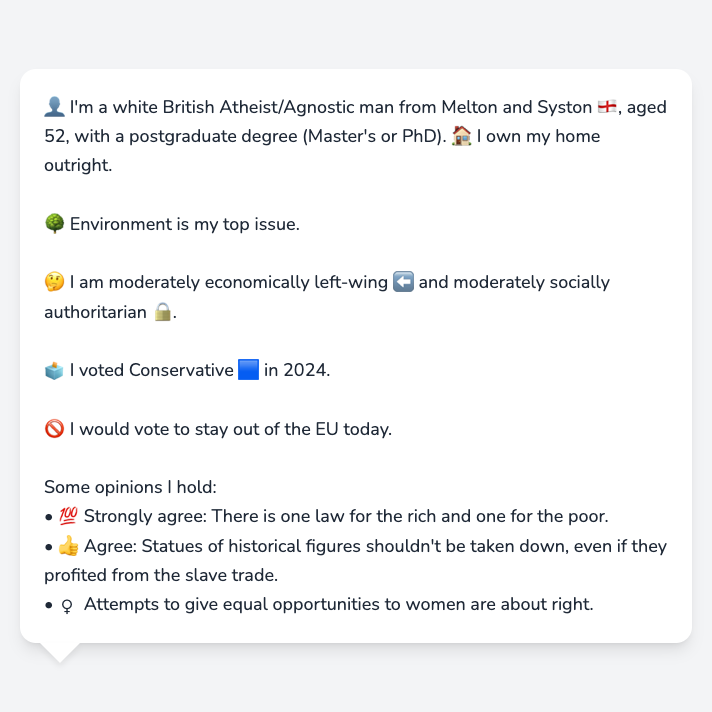 👤 I'm a white British Atheist/Agnostic man from Melton and Syston 🏴󠁧󠁢󠁥󠁮󠁧󠁿, aged
52, with a postgraduate degree (Master's or PhD). 🏠 I own my home
outright.
🌳 Environment is my top issue.
🤔 I am moderately economically left-wing ⬅️ and moderately socially
authoritarian 🔒.
🗳️ I voted Conservative 🟦 in 2024.
🚫 I would vote to stay out of the EU today.
Some opinions I hold:
• 💯 Strongly agree: There is one law for the rich and one for the poor.
• 👍 Agree: Statues of historical figures shouldn't be taken down, even if they
profited from the slave trade.
• ♀ Attempts to give equal opportunities to women are about right.